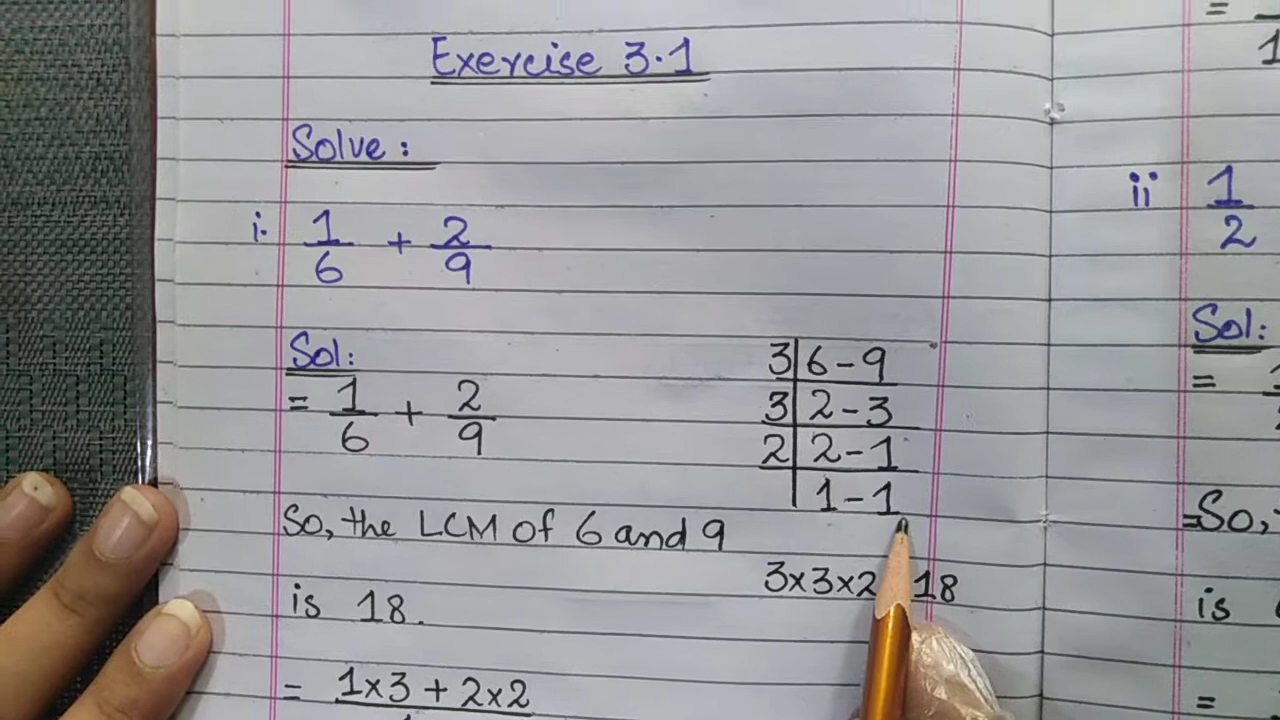 Exercise 3.1
Solve:
i. 1/6 + 2/9
Sol:
= 1/6 + 2/9
3 | 6 - 9
3 | 2 - 3
2 | 2 - 1
1 - 1
3x3x2 18
So, the LCM of 6 and 9
is 18.
= 1x3 + 2x2
ii 1/2
Sol:
=
=So,
is
=